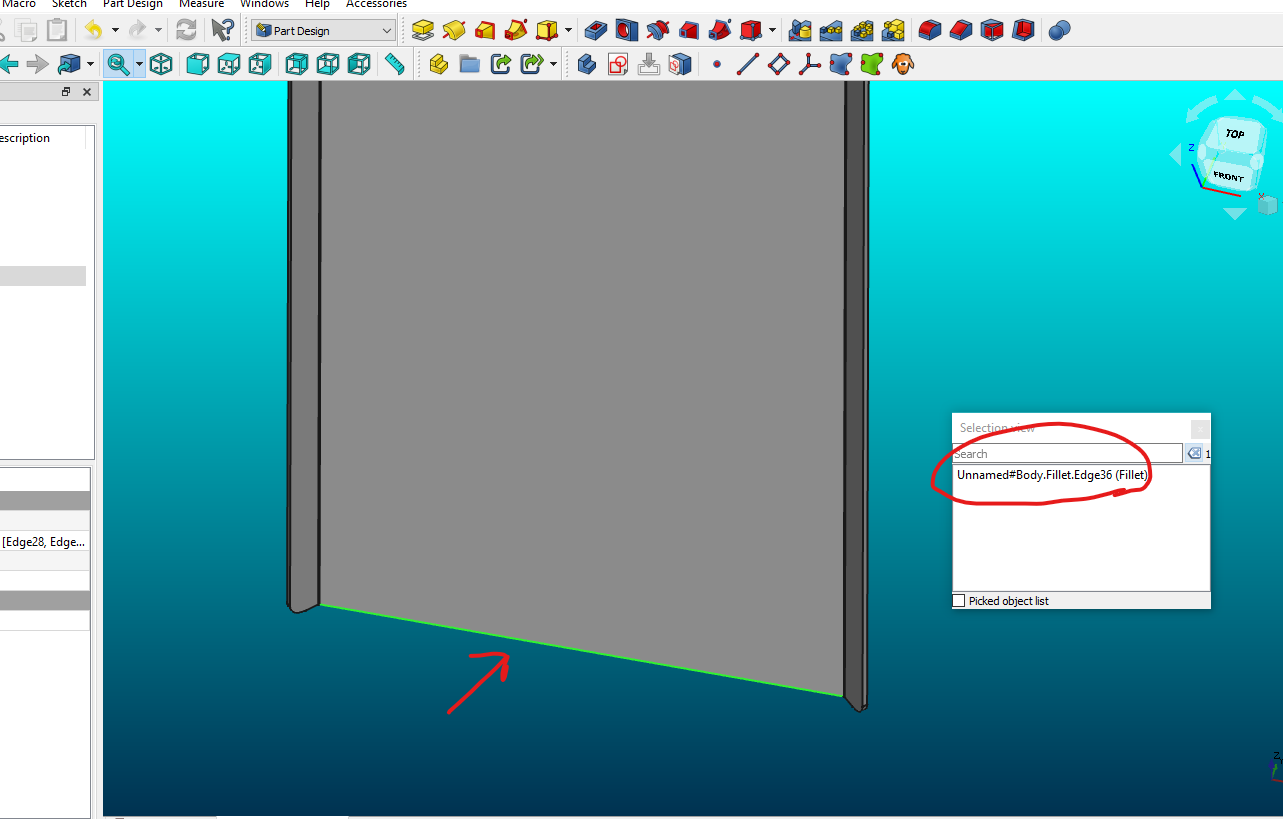 Macro Sketch Part Design Measure Windows Help Accessories
Part Design
escription
TOP
FRONT
Z
X
Selection view
Search
1
Unnamed#Body.Fillet.Edge36 (Fillet)
[Edge28, Edge...
Picked object list
Z